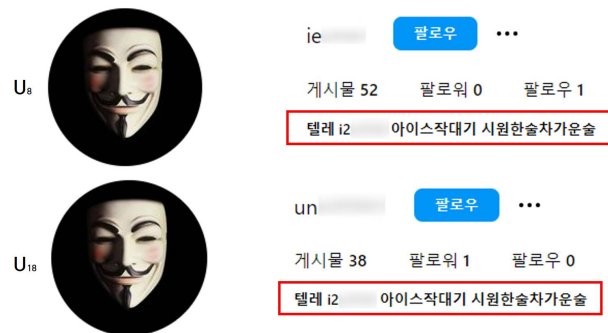 U₈
ie
팔로우
게시물 52 팔로워 0 팔로우 1
텔레 i2 아이스작대기 시원한술차가운술
U₁₈
un
팔로우
게시물 38 팔로워 1 팔로우 0
텔레 i2 아이스작대기 시원한술차가운술